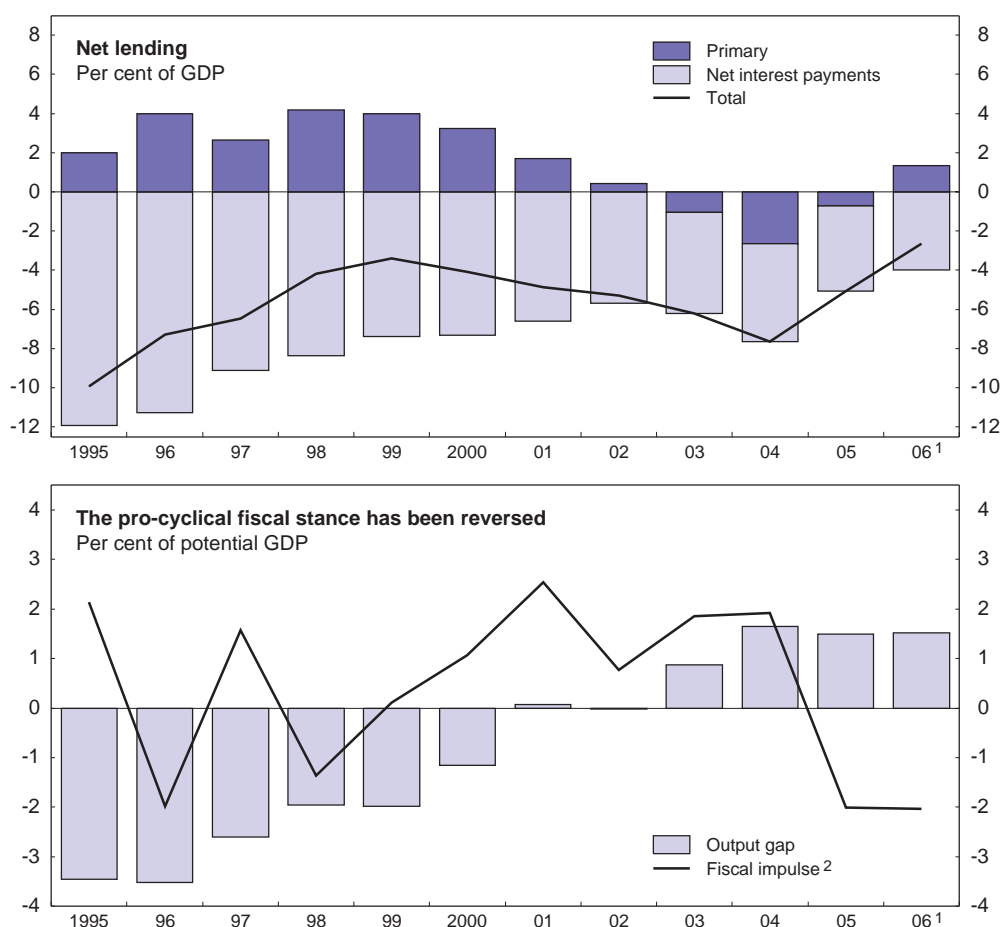 Net lending
Per cent of GDP
Primary
Net interest payments
Total
8 8
6 6
4 4
2 2
0 0
-2 -2
-4 -4
-6 -6
-8 -8
-10 -10
-12 -12
1995 96 97 98 99 2000 01 02 03 04 05 06 1
The pro-cyclical fiscal stance has been reversed
Per cent of potential GDP
4 4
3 3
2 2
1 1
0 0
-1 -1
-2 -2
-3 -3
-4 -4
Output gap
Fiscal impulse 2
1995 96 97 98 99 2000 01 02 03 04 05 06 1